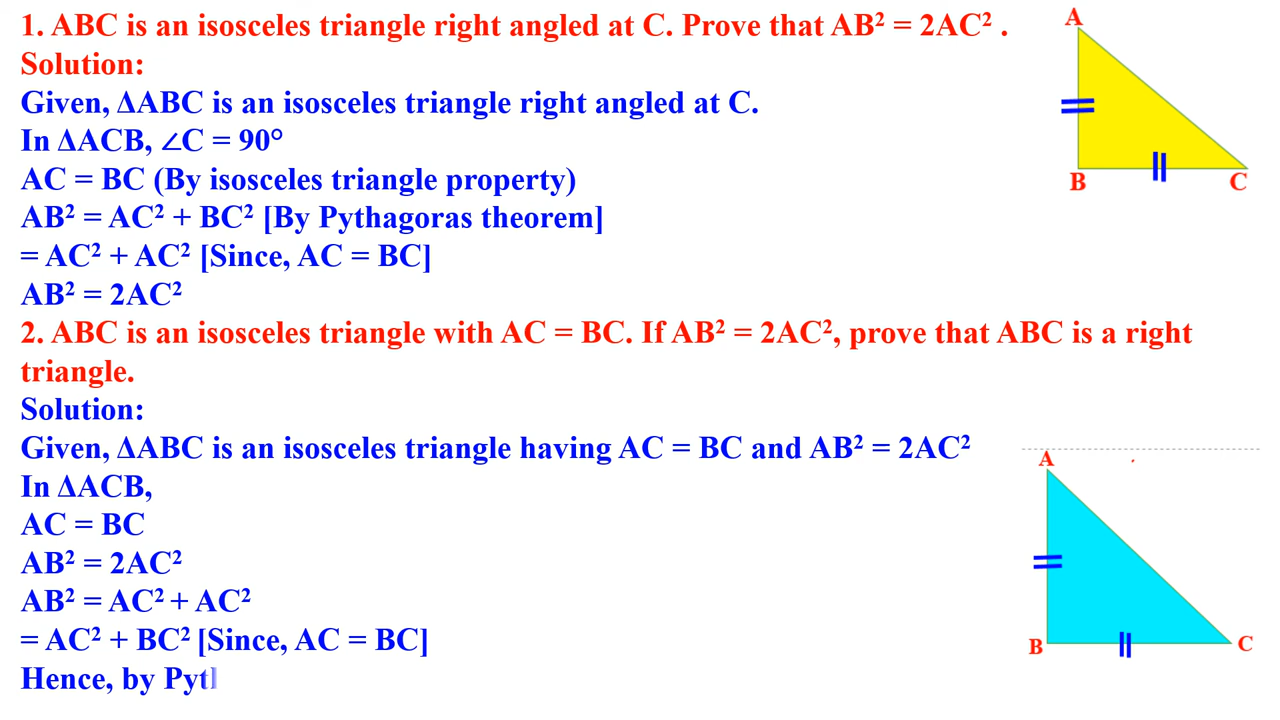 1. ABC is an isosceles triangle right angled at C. Prove that AB² = 2AC² .
Solution:
Given, ΔABC is an isosceles triangle right angled at C.
In ΔACB, ∠C = 90°
AC = BC (By isosceles triangle property)
AB² = AC² + BC² [By Pythagoras theorem]
= AC² + AC² [Since, AC = BC]
AB² = 2AC²
A
B
C
2. ABC is an isosceles triangle with AC = BC. If AB² = 2AC², prove that ABC is a right
triangle.
Solution:
Given, ΔABC is an isosceles triangle having AC = BC and AB² = 2AC²
In ΔACB,
AC = BC
AB² = 2AC²
AB² = AC² + AC²
= AC² + BC² [Since, AC = BC]
Hence, by
A
B
C